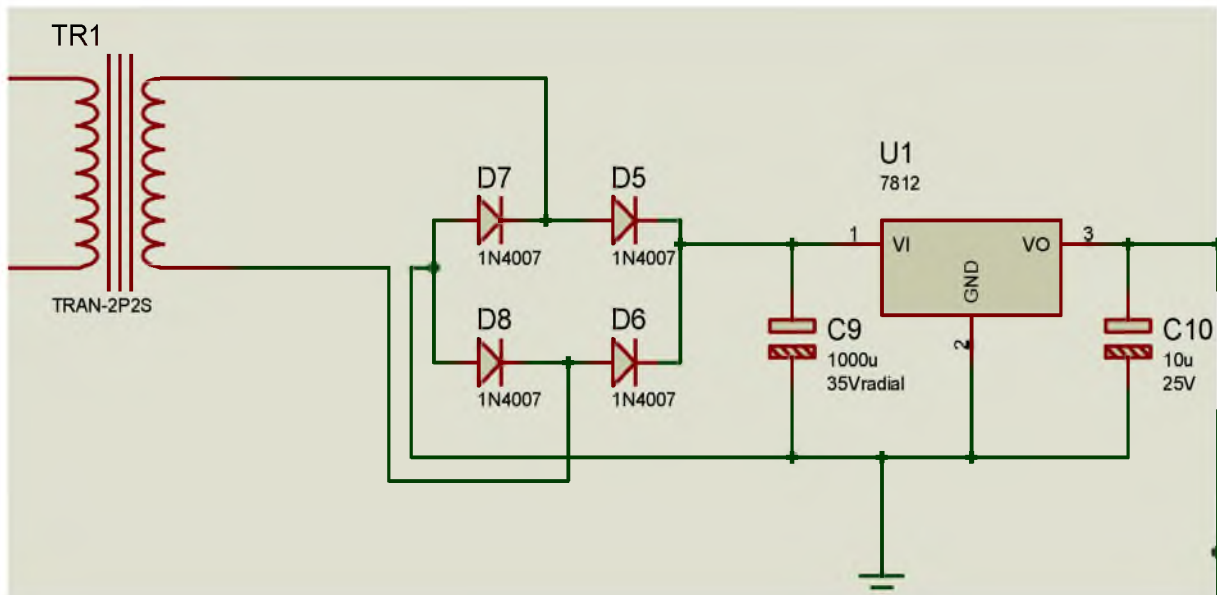 TR1
TRAN-2P2S
D7
1N4007
D5
1N4007
D8
1N4007
D6
1N4007
U1
7812
1
VI
VO
3
GND
2
C9
1000u
35Vradial
C10
10u
25V